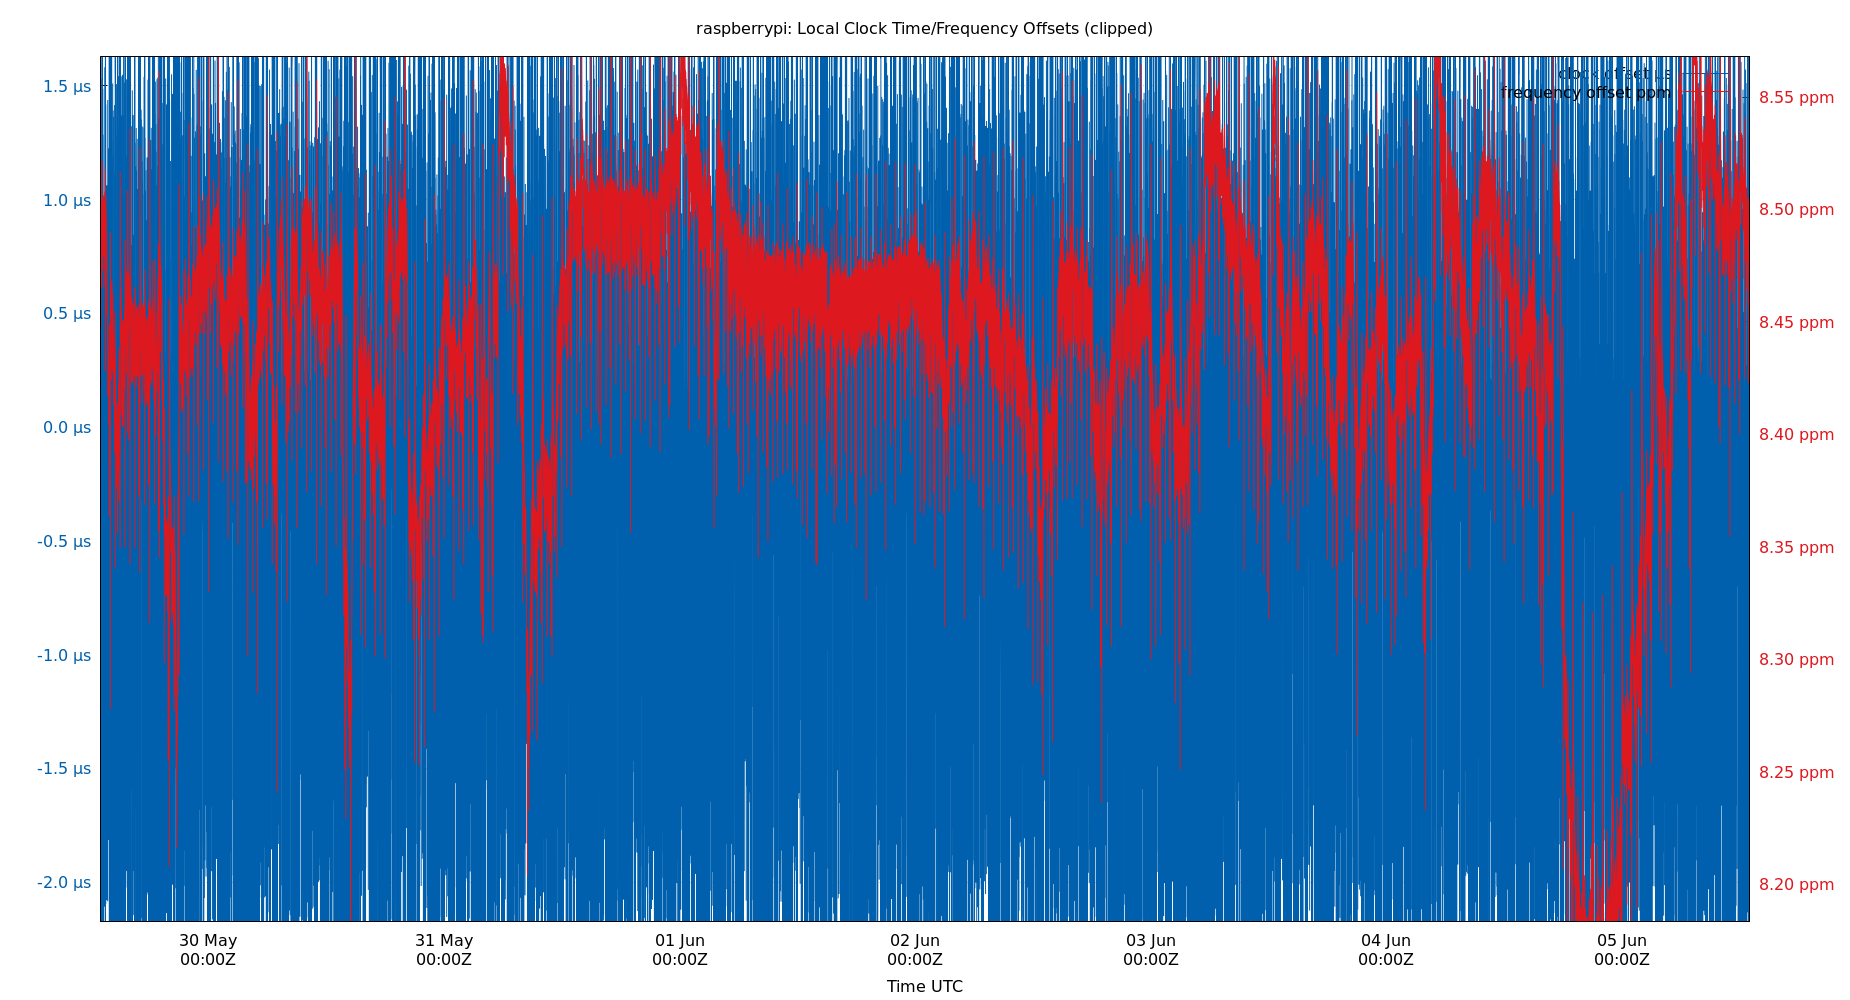 raspberrypi: Local Clock Time/Frequency Offsets (clipped)
clock offset µs
frequency offset ppm
1.5 µs
1.0 µs
0.5 µs
0.0 µs
-0.5 µs
-1.0 µs
-1.5 µs
-2.0 µs
8.55 ppm
8.50 ppm
8.45 ppm
8.40 ppm
8.35 ppm
8.30 ppm
8.25 ppm
8.20 ppm
30 May
00:00Z
31 May
00:00Z
01 Jun
00:00Z
02 Jun
00:00Z
03 Jun
00:00Z
04 Jun
00:00Z
05 Jun
00:00Z
Time UTC